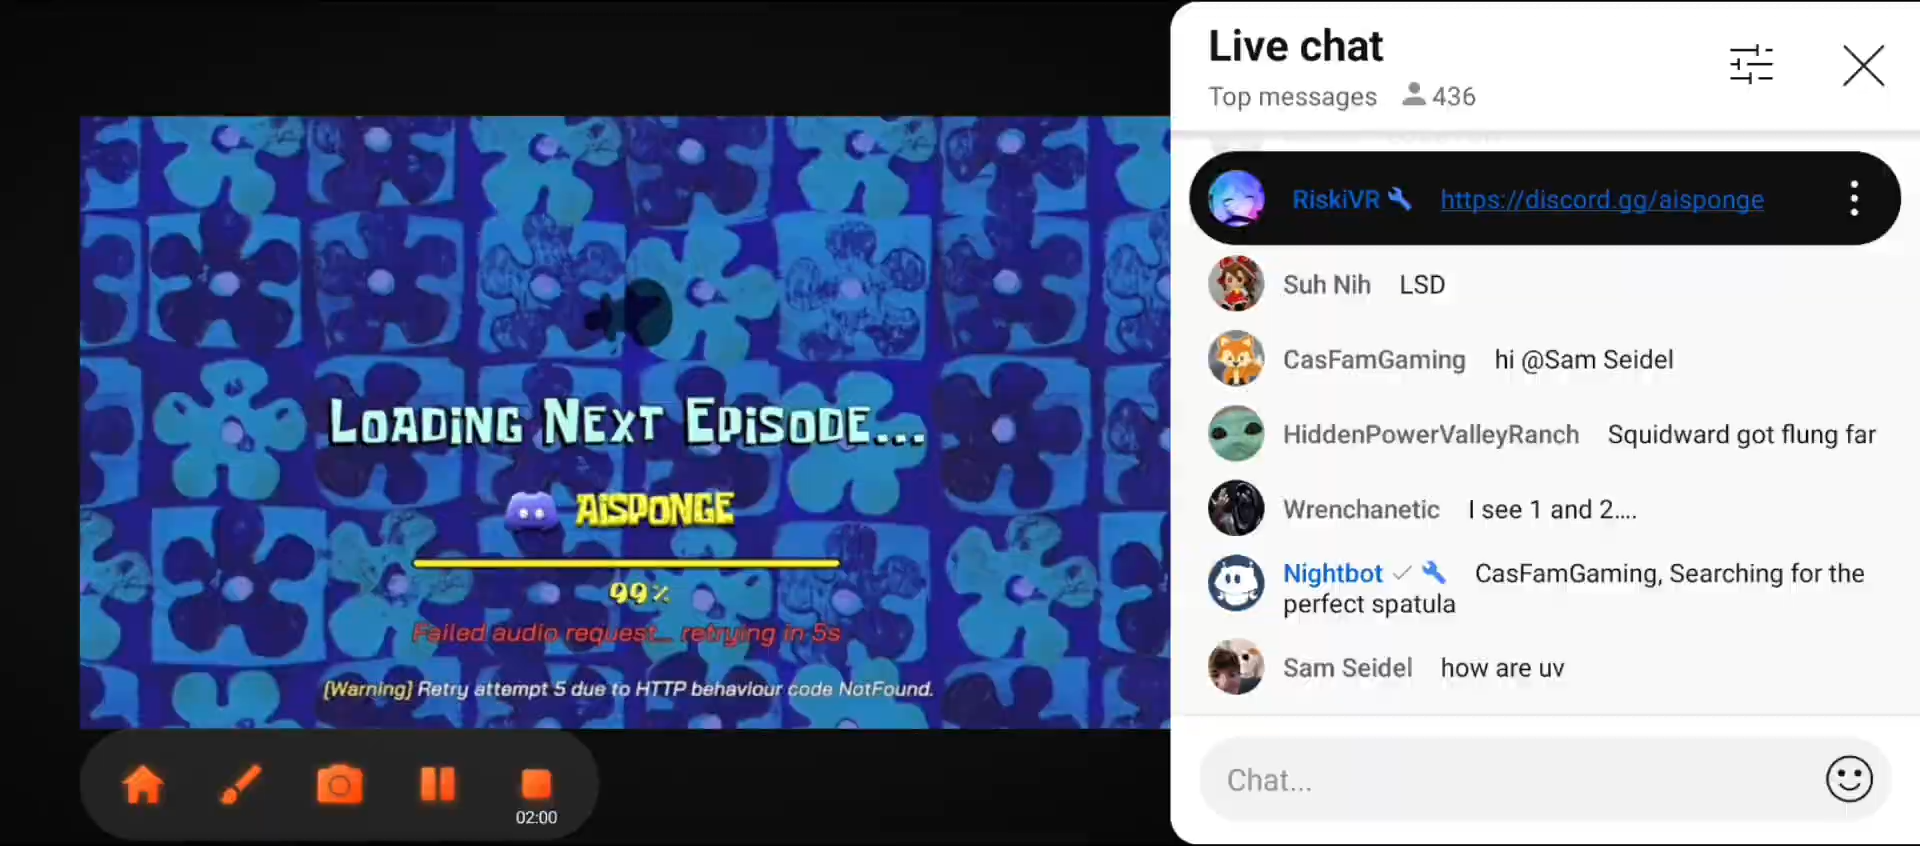 Live chat
Top messages 436
RiskiVR https://discord.gg/aisponge
Suh Nih LSD
CasFamGaming hi @Sam Seidel
HiddenPowerValleyRanch Squidward got flung far
Wrenchanetic I see 1 and 2....
Nightbot CasFamGaming, Searching for the
perfect spatula
Sam Seidel how are uv
Chat...
LOADING NEXT EPISODE...
AISPONGE
99%
Failed audio request... retrying in 5s
[Warning] Retry attempt 5 due to HTTP behaviour code NotFound.
02:00